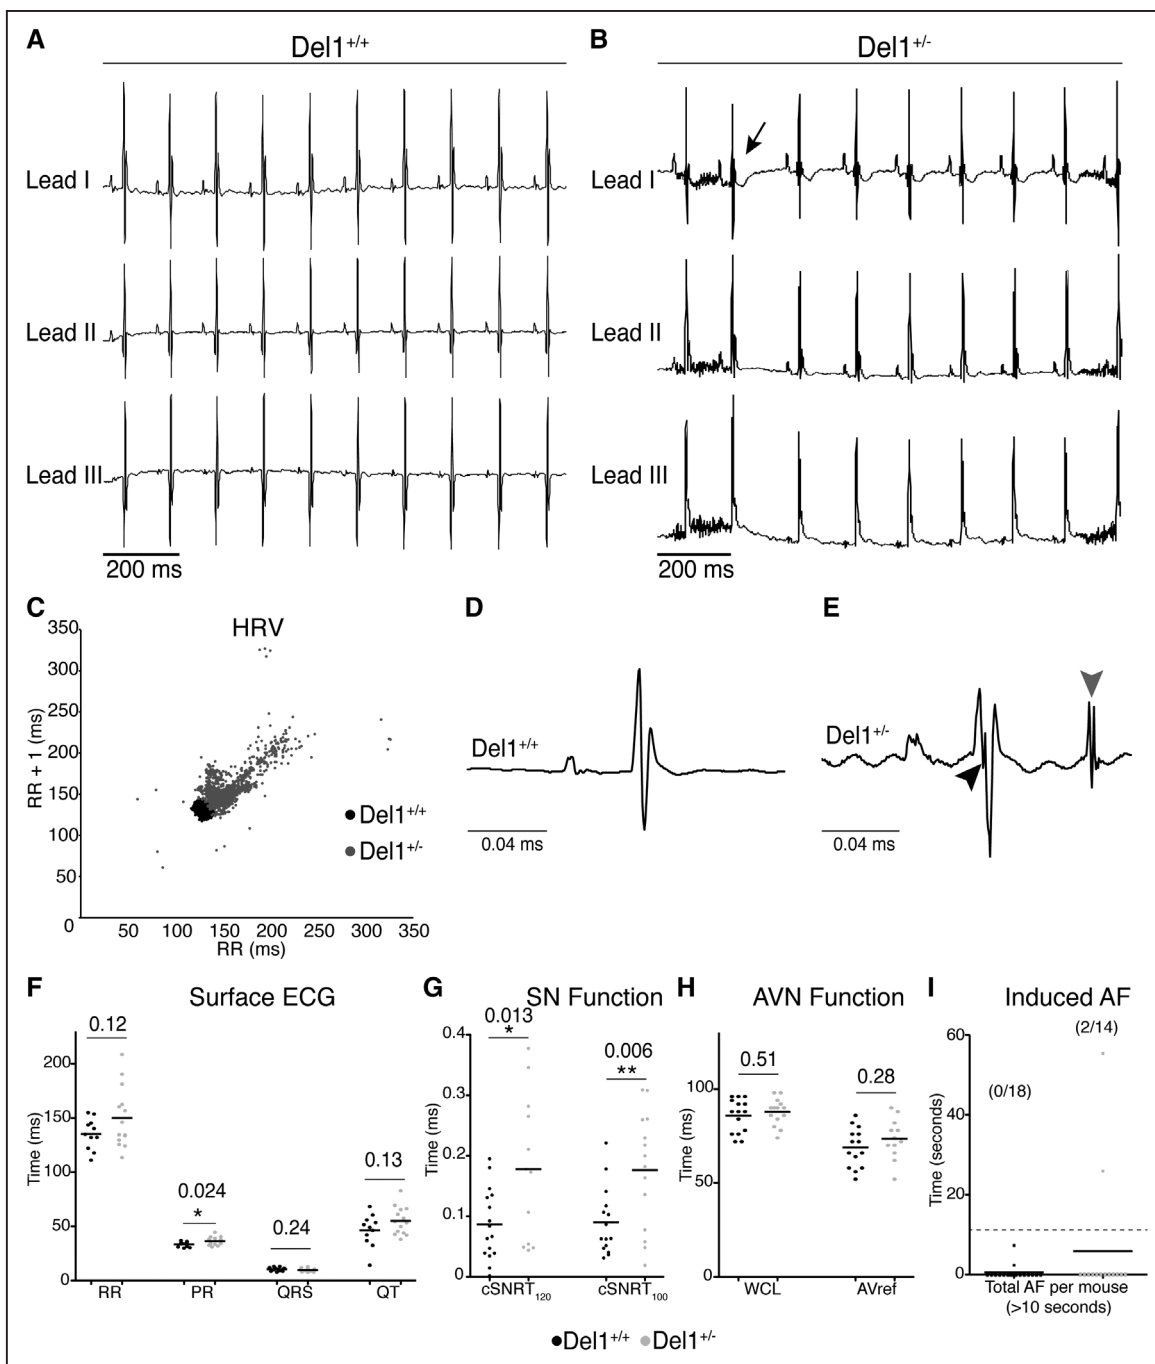 A
Del1+/+
Lead I
Lead II
Lead III
200 ms
B
Del1+/-
Lead I
Lead II
Lead III
200 ms
C
HRV
350
300
250
200
150
100
50
0
RR + 1 (ms)
50 100 150 200 250 300 350
RR (ms)
Del1+/+
Del1+/-
D
Del1+/+
0.04 ms
E
Del1+/-
0.04 ms
F
Surface ECG
Time (ms)
200
150
100
50
0
0.12
0.024
*
0.24
0.13
RR PR QRS QT
G
SN Function
Time (ms)
0.4
0.3
0.2
0.1
0
0.013
*
0.006
**
cSNRT120 cSNRT100
H
AVN Function
Time (ms)
100
50
0
0.51
0.28
WCL AVref
I
Induced AF
Time (seconds)
60
40
20
0
(0/18)
(2/14)
Total AF per mouse
(>10 seconds)
Del1+/+ Del1+/-